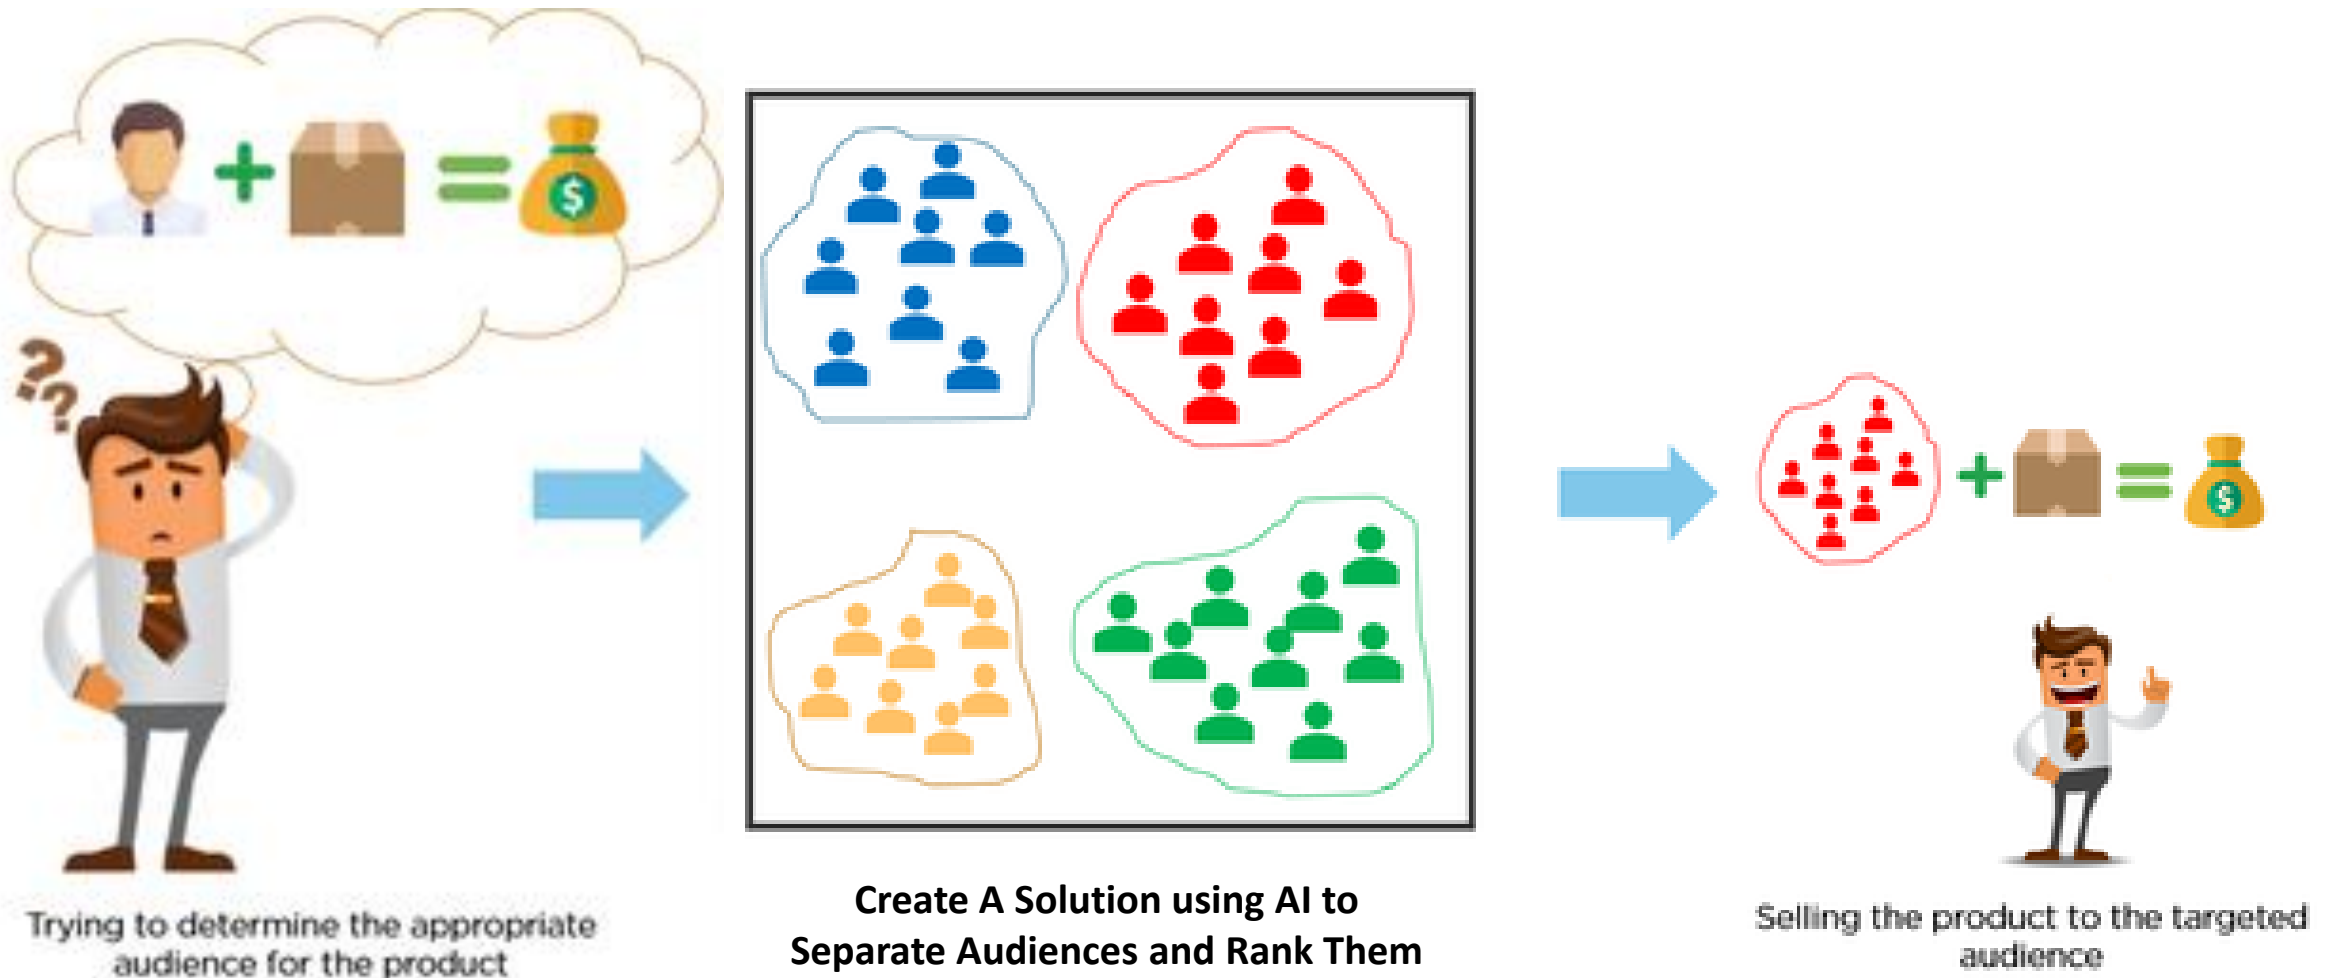 ??
$
Trying to determine the appropriate
audience for the product
Create A Solution using AI to
Separate Audiences and Rank Them
$
Selling the product to the targeted
audience